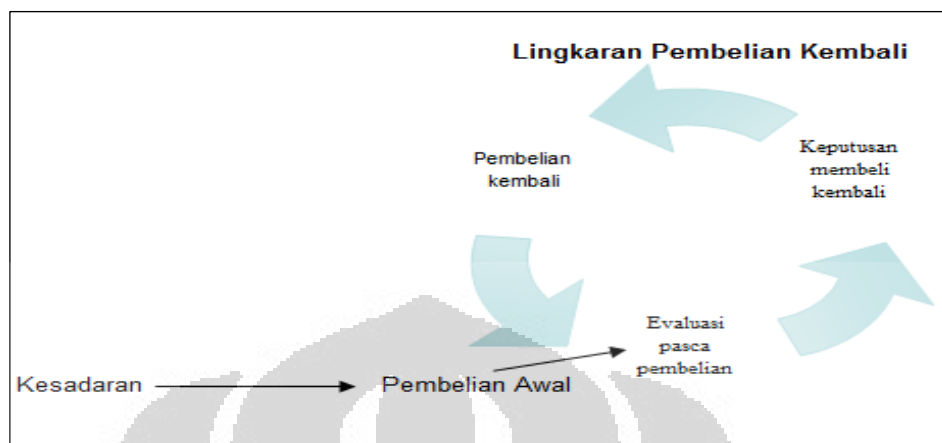 Lingkaran Pembelian Kembali
Pembelian
kembali
Keputusan
membeli
kembali
Evaluasi
pasca
pembelian
Kesadaran
Pembelian Awal